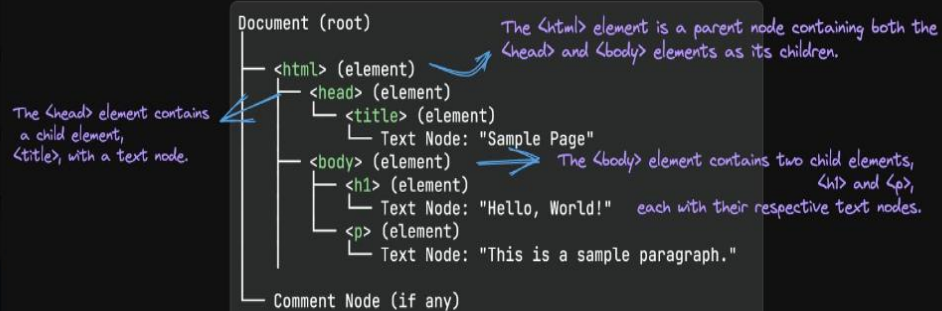 Document (root)
The <html> element is a parent node containing both the
<head> and <body> elements as its children.
<html> (element)
<head> (element)
The <head> element contains
a child element,
<title>, with a text node.
<title> (element)
Text Node: "Sample Page"
<body> (element)
The <body> element contains two child elements,
<h1> and <p>,
each with their respective text nodes.
<h1> (element)
Text Node: "Hello, World!"
<p> (element)
Text Node: "This is a sample paragraph."
Comment Node (if any)